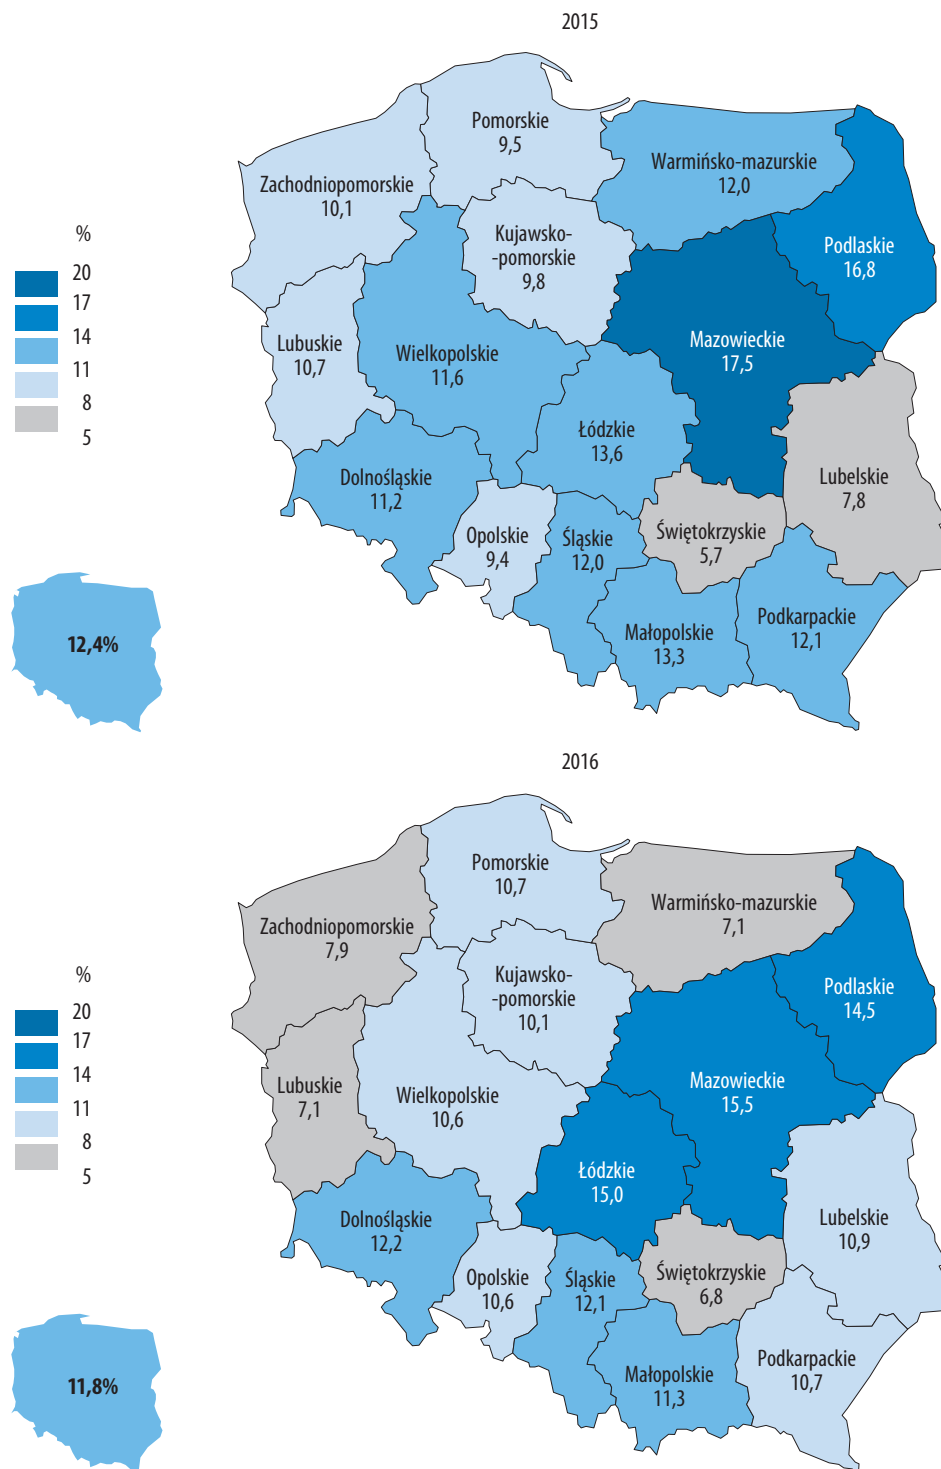 2015
Pomorskie
9,5
Warmińsko-mazurskie
12,0
Zachodniopomorskie
10,1
Kujawsko-
-pomorskie
9,8
Podlaskie
16,8
%
20
17
14
11
8
5
Lubuskie
10,7
Wielkopolskie
11,6
Mazowieckie
17,5
Łódzkie
13,6
Dolnośląskie
11,2
Lubelskie
7,8
Opolskie
9,4
Śląskie
12,0
Świętokrzyskie
5,7
Małopolskie
13,3
Podkarpackie
12,1
12,4%
2016
Pomorskie
10,7
Warmińsko-mazurskie
7,1
Zachodniopomorskie
7,9
Kujawsko-
-pomorskie
10,1
Podlaskie
14,5
%
20
17
14
11
8
5
Lubuskie
7,1
Wielkopolskie
10,6
Mazowieckie
15,5
Łódzkie
15,0
Dolnośląskie
12,2
Lubelskie
10,9
Opolskie
10,6
Śląskie
12,1
Świętokrzyskie
6,8
Małopolskie
11,3
Podkarpackie
10,7
11,8%